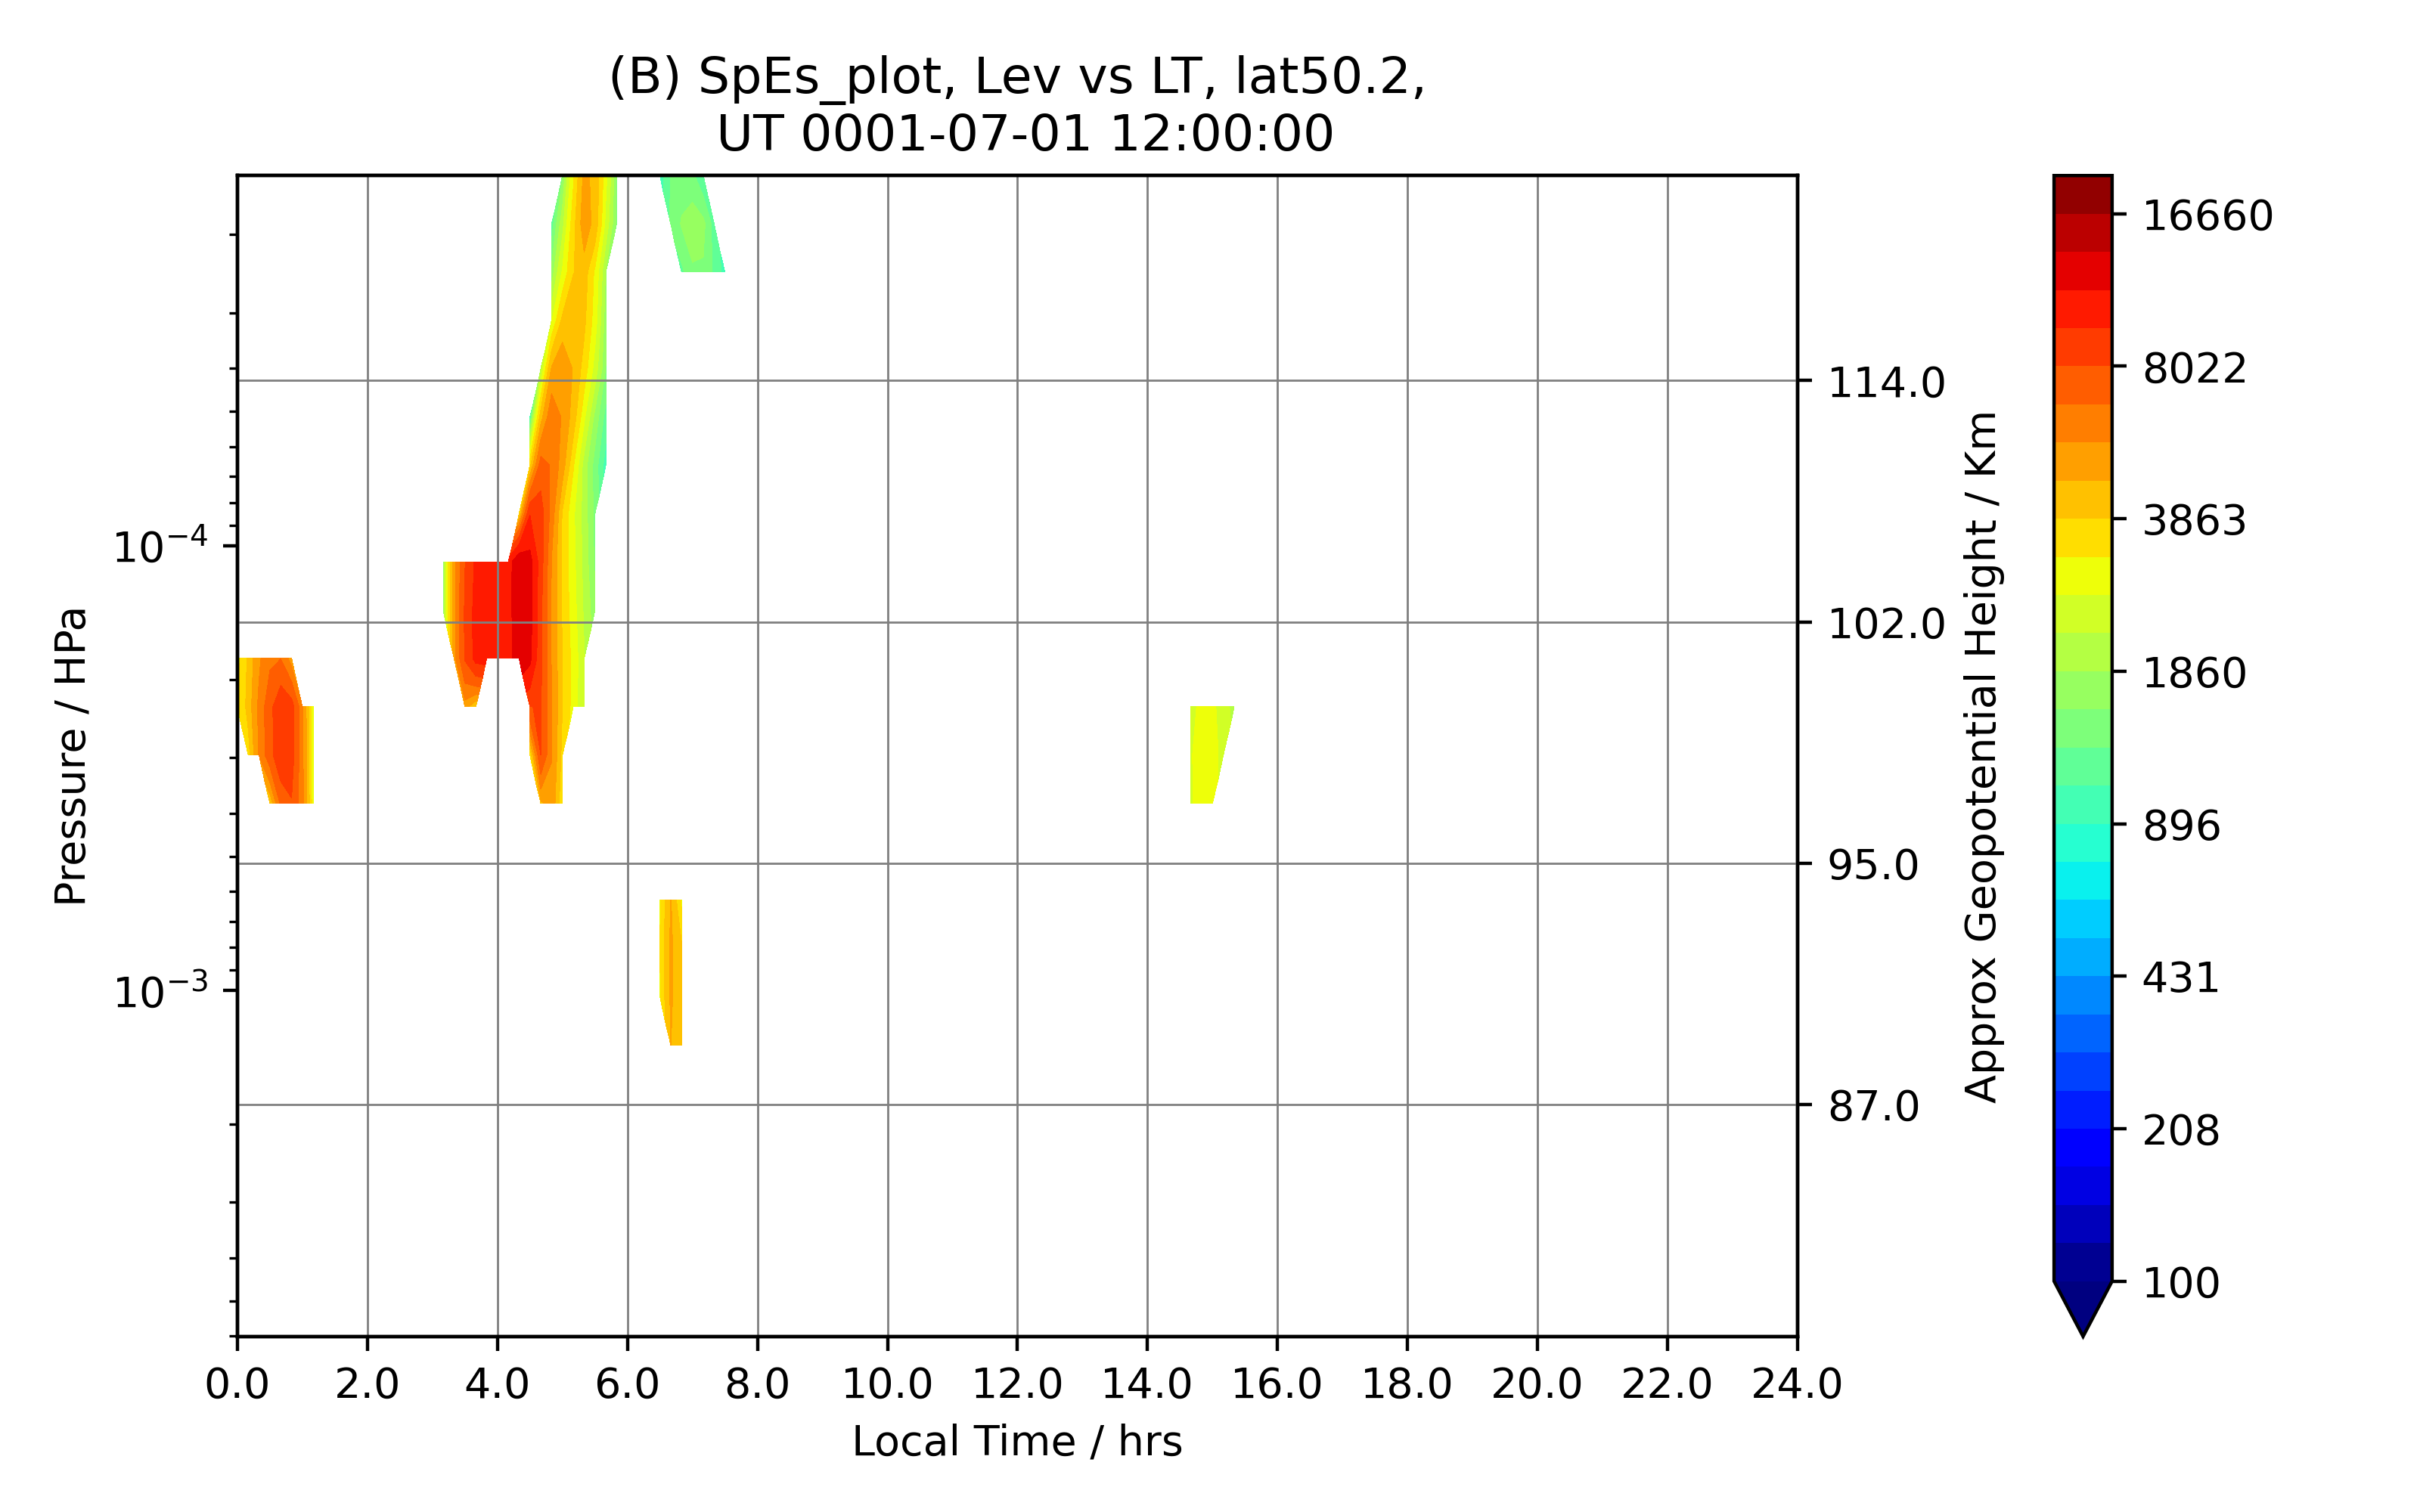 (B) SpEs_plot, Lev vs LT, lat50.2,
UT 0001-07-01 12:00:00
Pressure / HPa
10⁻⁴
10⁻³
0.0 2.0 4.0 6.0 8.0 10.0 12.0 14.0 16.0 18.0 20.0 22.0 24.0
Local Time / hrs
114.0
102.0
95.0
87.0
Approx Geopotential Height / Km
16660
8022
3863
1860
896
431
208
100